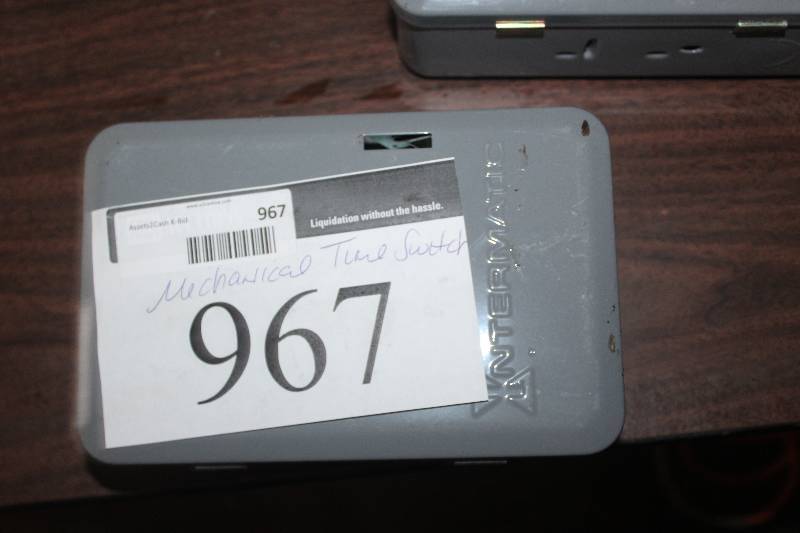 967
Assets2Cash K-Bid
Liquidation without the hassle.
Mechanical Time Switch
967
INTERMATIC